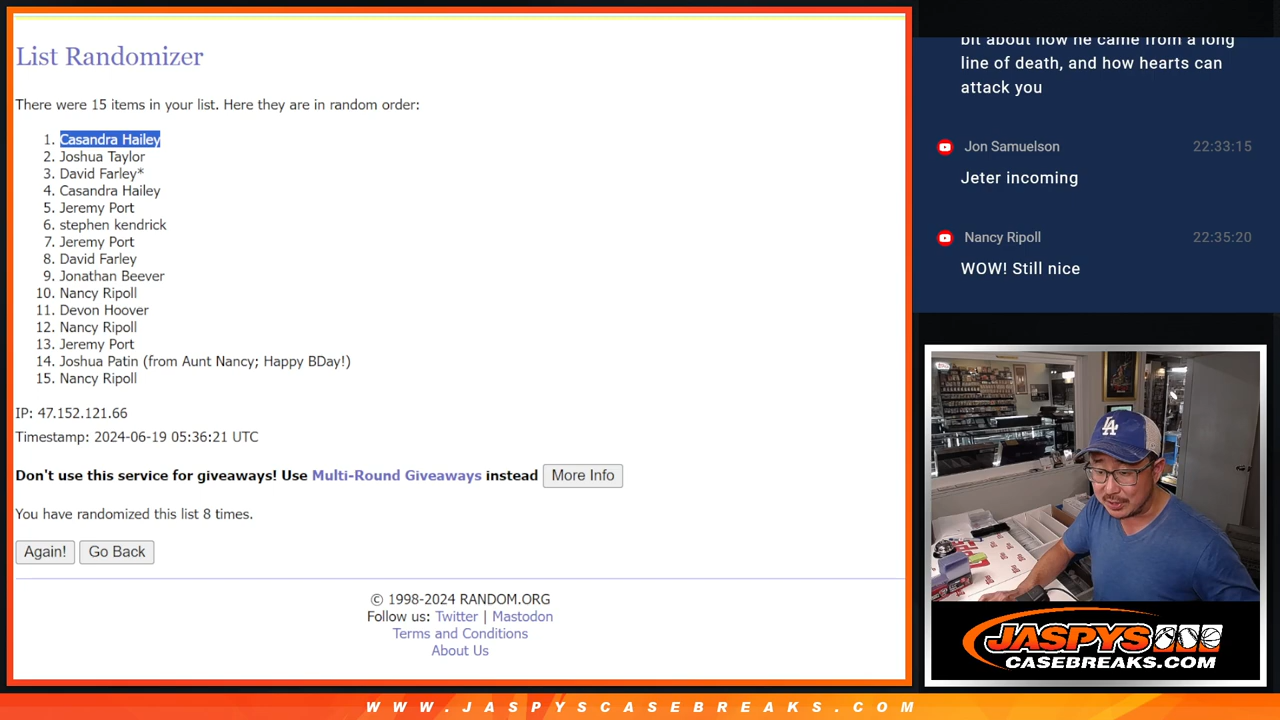 List Randomizer
There were 15 items in your list. Here they are in random order:
1. Casandra Hailey
2. Joshua Taylor
3. David Farley*
4. Casandra Hailey
5. Jeremy Port
6. stephen kendrick
7. Jeremy Port
8. David Farley
9. Jonathan Beever
10. Nancy Ripoll
11. Devon Hoover
12. Nancy Ripoll
13. Jeremy Port
14. Joshua Patin (from Aunt Nancy; Happy BDay!)
15. Nancy Ripoll
IP: 47.152.121.66
Timestamp: 2024-06-19 05:36:21 UTC
Don't use this service for giveaways! Use Multi-Round Giveaways instead More Info
You have randomized this list 8 times.
Again! Go Back
© 1998-2024 RANDOM.ORG
Follow us: Twitter | Mastodon
Terms and Conditions
About Us
bit about how he came from a long
line of death, and how hearts can
attack you
Jon Samuelson 22:33:15
Jeter incoming
Nancy Ripoll 22:35:20
WOW! Still nice
LA
JASPYS
CASEBREAKS.COM
WWW.JASPYSCASEBREAKS.COM